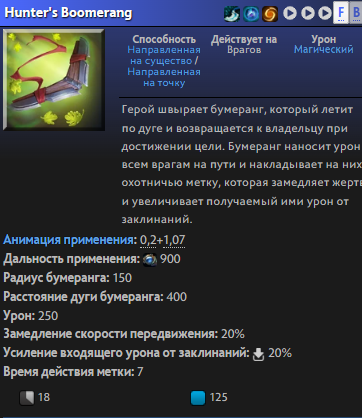 Hunter's Boomerang
F B
Способность
Направленная
на существо /
Направленная
на точку
Действует на
Врагов
Урон
Магический
Герой швыряет бумеранг, который летит
по дуге и возвращается к владельцу при
достижении цели. Бумеранг наносит урон
всем врагам на пути и накладывает на них
охотничью метку, которая замедляет жерт
и увеличивает получаемый ими урон от
заклинаний.
Анимация применения: 0,2+1,07
Дальность применения: 900
Радиус бумеранга: 150
Расстояние дуги бумеранга: 400
Урон: 250
Замедление скорости передвижения: 20%
Усиление входящего урона от заклинаний: 20%
Время действия метки: 7
18 125